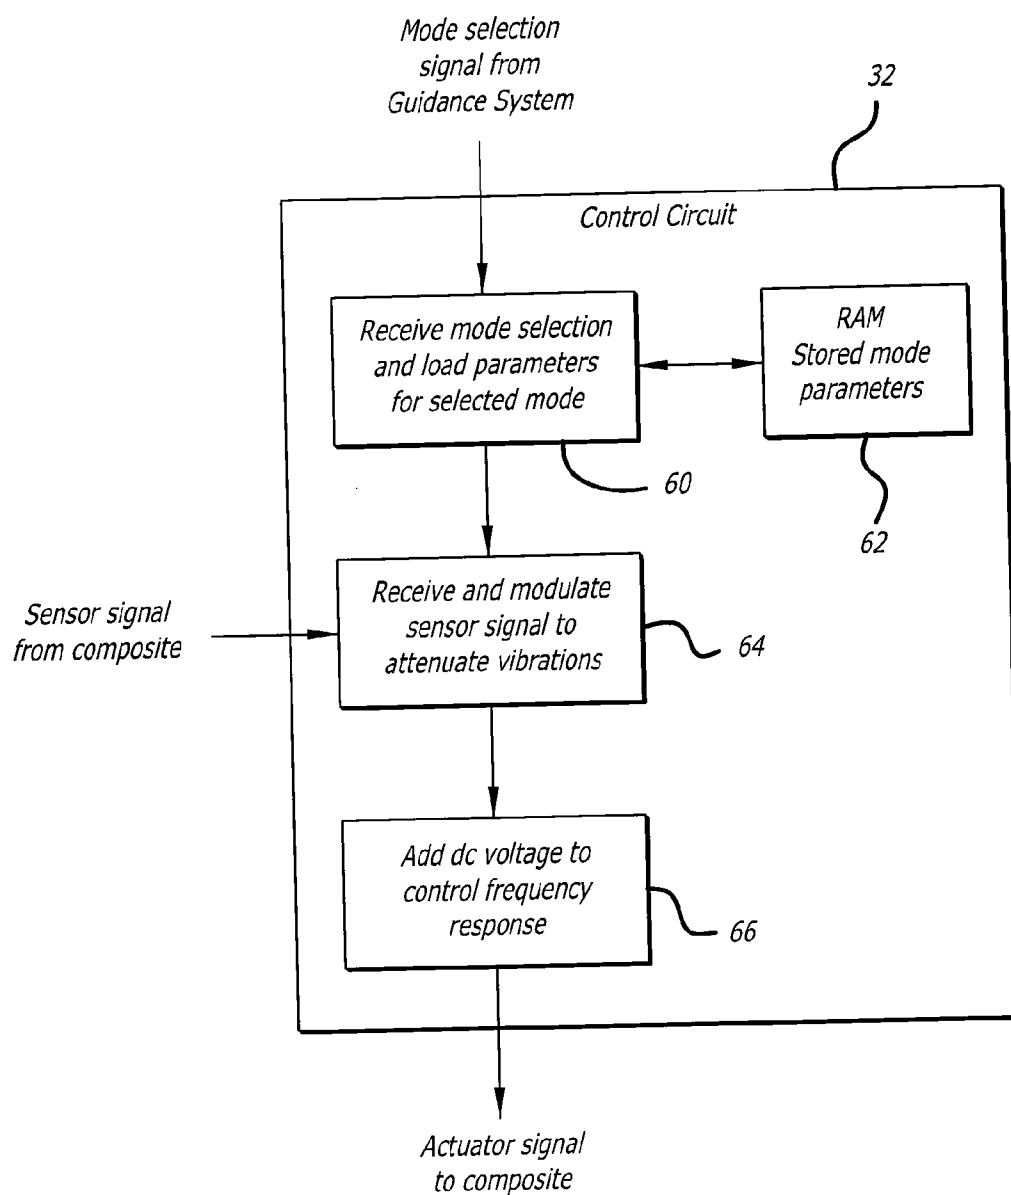 Mode selection
signal from
Guidance System
32
Control Circuit
Receive mode selection
and load parameters
for selected mode
RAM
Stored mode
parameters
60
62
Sensor signal
from composite
Receive and modulate
sensor signal to
attenuate vibrations
64
Add dc voltage to
control frequency
response
66
Actuator signal
to composite